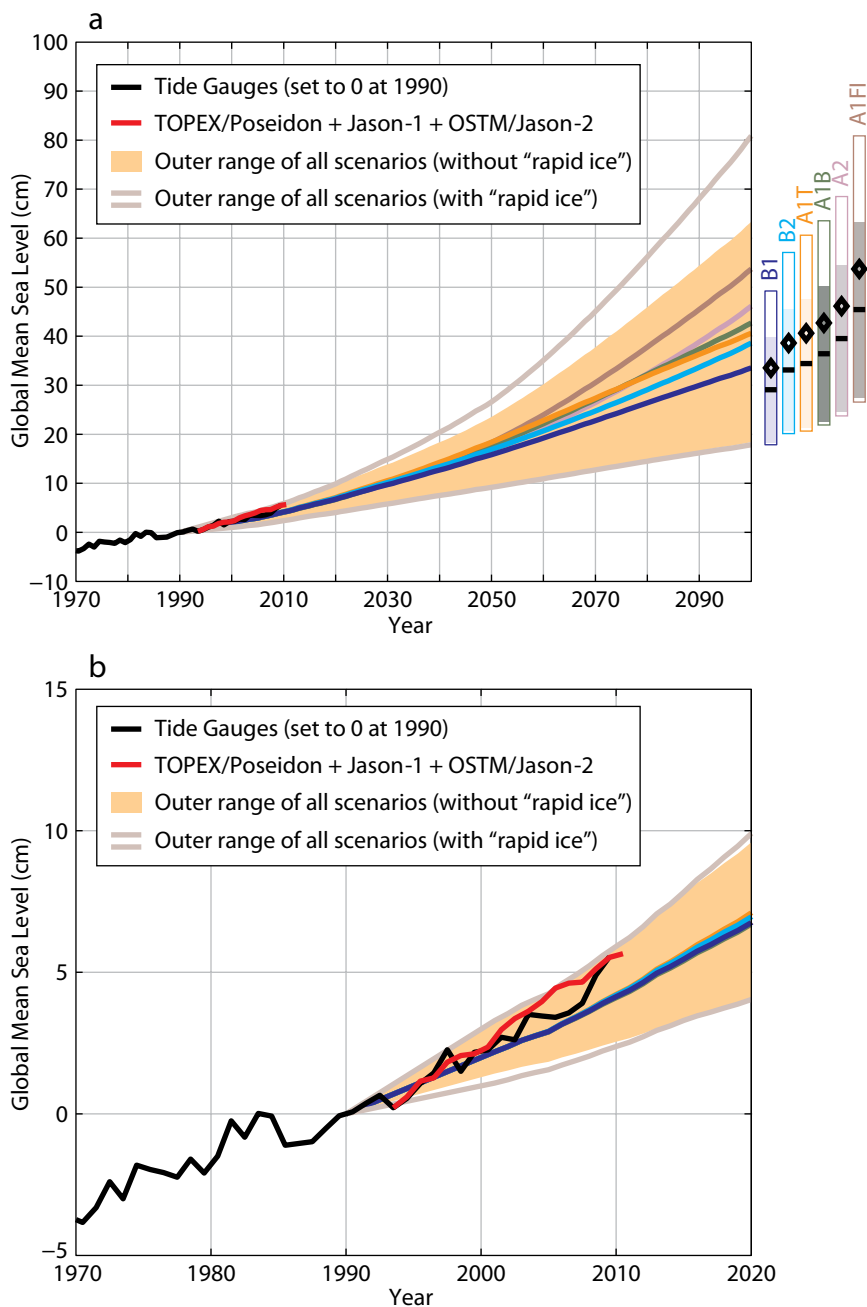 a
100
90
80
70
60
50
40
30
20
10
0
−10
Global Mean Sea Level (cm)
Tide Gauges (set to 0 at 1990)
TOPEX/Poseidon + Jason-1 + OSTM/Jason-2
Outer range of all scenarios (without “rapid ice”)
Outer range of all scenarios (with “rapid ice”)
B1
B2
A1T
A1B
A2
A1FI
1970 1990 2010 2030 2050 2070 2090
Year
b
15
10
5
0
−5
Global Mean Sea Level (cm)
Tide Gauges (set to 0 at 1990)
TOPEX/Poseidon + Jason-1 + OSTM/Jason-2
Outer range of all scenarios (without “rapid ice”)
Outer range of all scenarios (with “rapid ice”)
1970 1980 1990 2000 2010 2020
Year